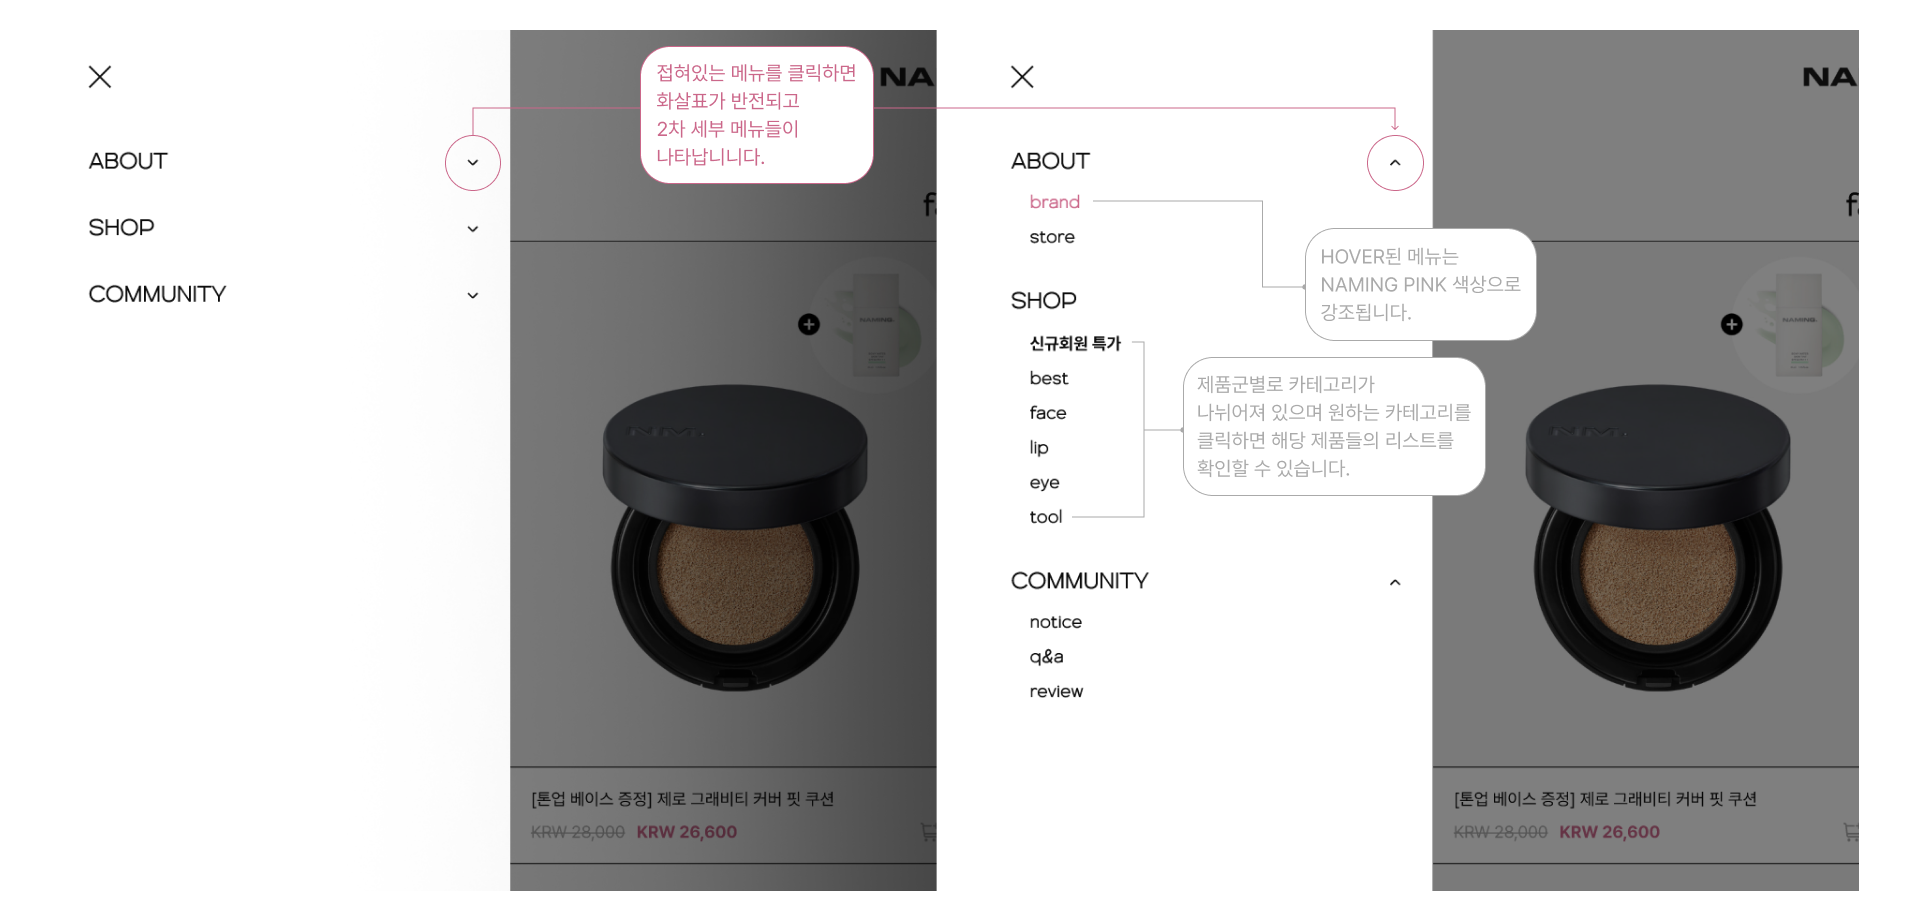 접혀있는 메뉴를 클릭하면
화살표가 반전되고
2차 세부 메뉴들이
나타납니니다.
NA
ABOUT
SHOP
COMMUNITY
fa
NAMING.
NM.
[톤업 베이스 증정] 제로 그래비티 커버 핏 쿠션
KRW 28,000 KRW 26,600
ABOUT
brand
store
SHOP
신규회원 특가
best
face
lip
eye
tool
COMMUNITY
notice
q&a
review
HOVER된 메뉴는
NAMING PINK 색상으로
강조됩니다.
제품군별로 카테고리가
나뉘어져 있으며 원하는 카테고리를
클릭하면 해당 제품들의 리스트를
확인할 수 있습니다.
NA
fa
NAMING.
NM.
[톤업 베이스 증정] 제로 그래비티 커버 핏 쿠션
KRW 28,000 KRW 26,600